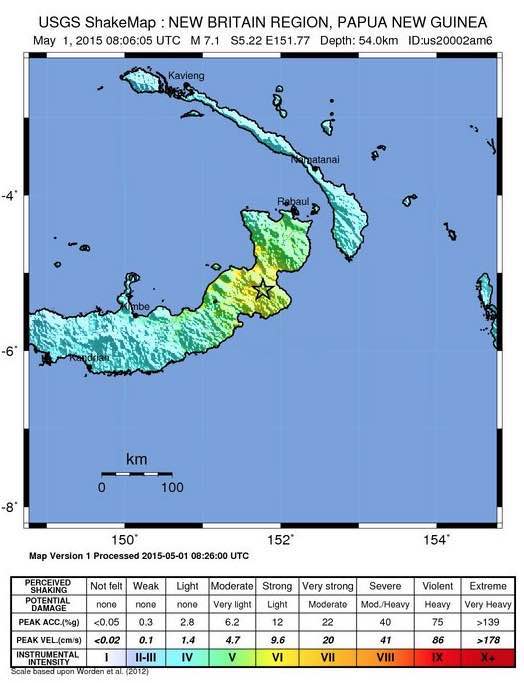 USGS ShakeMap : NEW BRITAIN REGION, PAPUA NEW GUINEA
May 1, 2015 08:06:05 UTC M 7.1 S5.22 E151.77 Depth: 54.0km ID:us20002am6
Kavieng
Namatanai
-4°
Rabaul
Kimbe
-6°
Kandrian
km
0 100
-8°
150° 152° 154°
Map Version 1 Processed 2015-05-01 08:26:00 UTC
PERCEIVED SHAKING Not felt Weak Light Moderate Strong Very strong Severe Violent Extreme
POTENTIAL DAMAGE none none none Very light Light Moderate Mod./Heavy Heavy Very Heavy
PEAK ACC.(%g) <0.05 0.3 2.8 6.2 12 22 40 75 >139
PEAK VEL.(cm/s) <0.02 0.1 1.4 4.7 9.6 20 41 86 >178
INSTRUMENTAL INTENSITY I II-III IV V VI VII VIII IX X+
Scale based upon Worden et al. (2012)